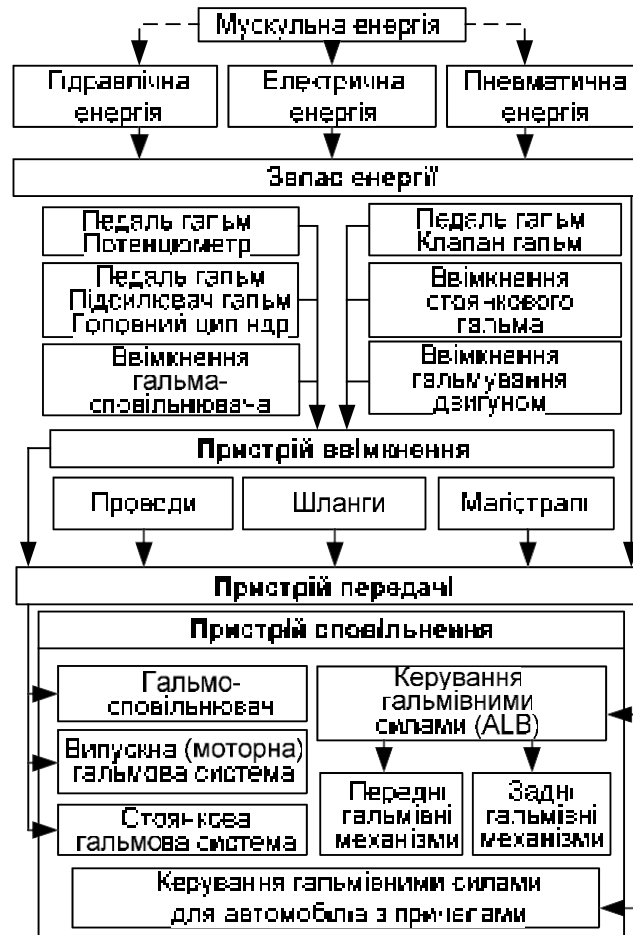 Мускульна енергія
Гідравлічна
енергія
Електрична
енергія
Пневматична
енергія
Запас енергії
Педаль гальм
Потенціометр
Педаль гальм
Підсилювач гальм
Головний циліндр
Ввімкнення
гальма-
сповільнювача
Педаль гальм
Клапан гальм
Ввімкнення
стоянкового
гальма
Ввімкнення
гальмування
двигуном
Пристрій ввімкнення
Проводи
Шланги
Магістралі
Пристрій передачі
Пристрій сповільнення
Гальмо-
сповільнювач
Випускна (моторна)
гальмова система
Стоянкова
гальмова система
Керування
гальмівними
силами (ALB)
Передні
гальмівні
механізми
Задні
гальмівні
механізми
Керування гальмівними силами
для автомобілів з причепами